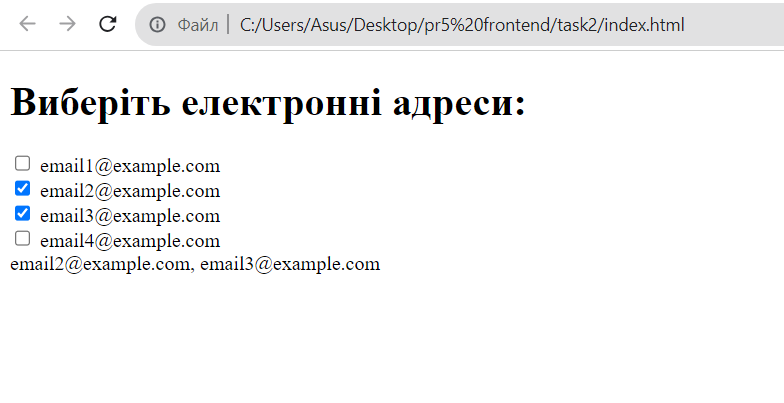 Файл C:/Users/Asus/Desktop/pr5%20frontend/task2/index.html
Виберіть електронні адреси:
email1@example.com
email2@example.com
email3@example.com
email4@example.com
email2@example.com, email3@example.com